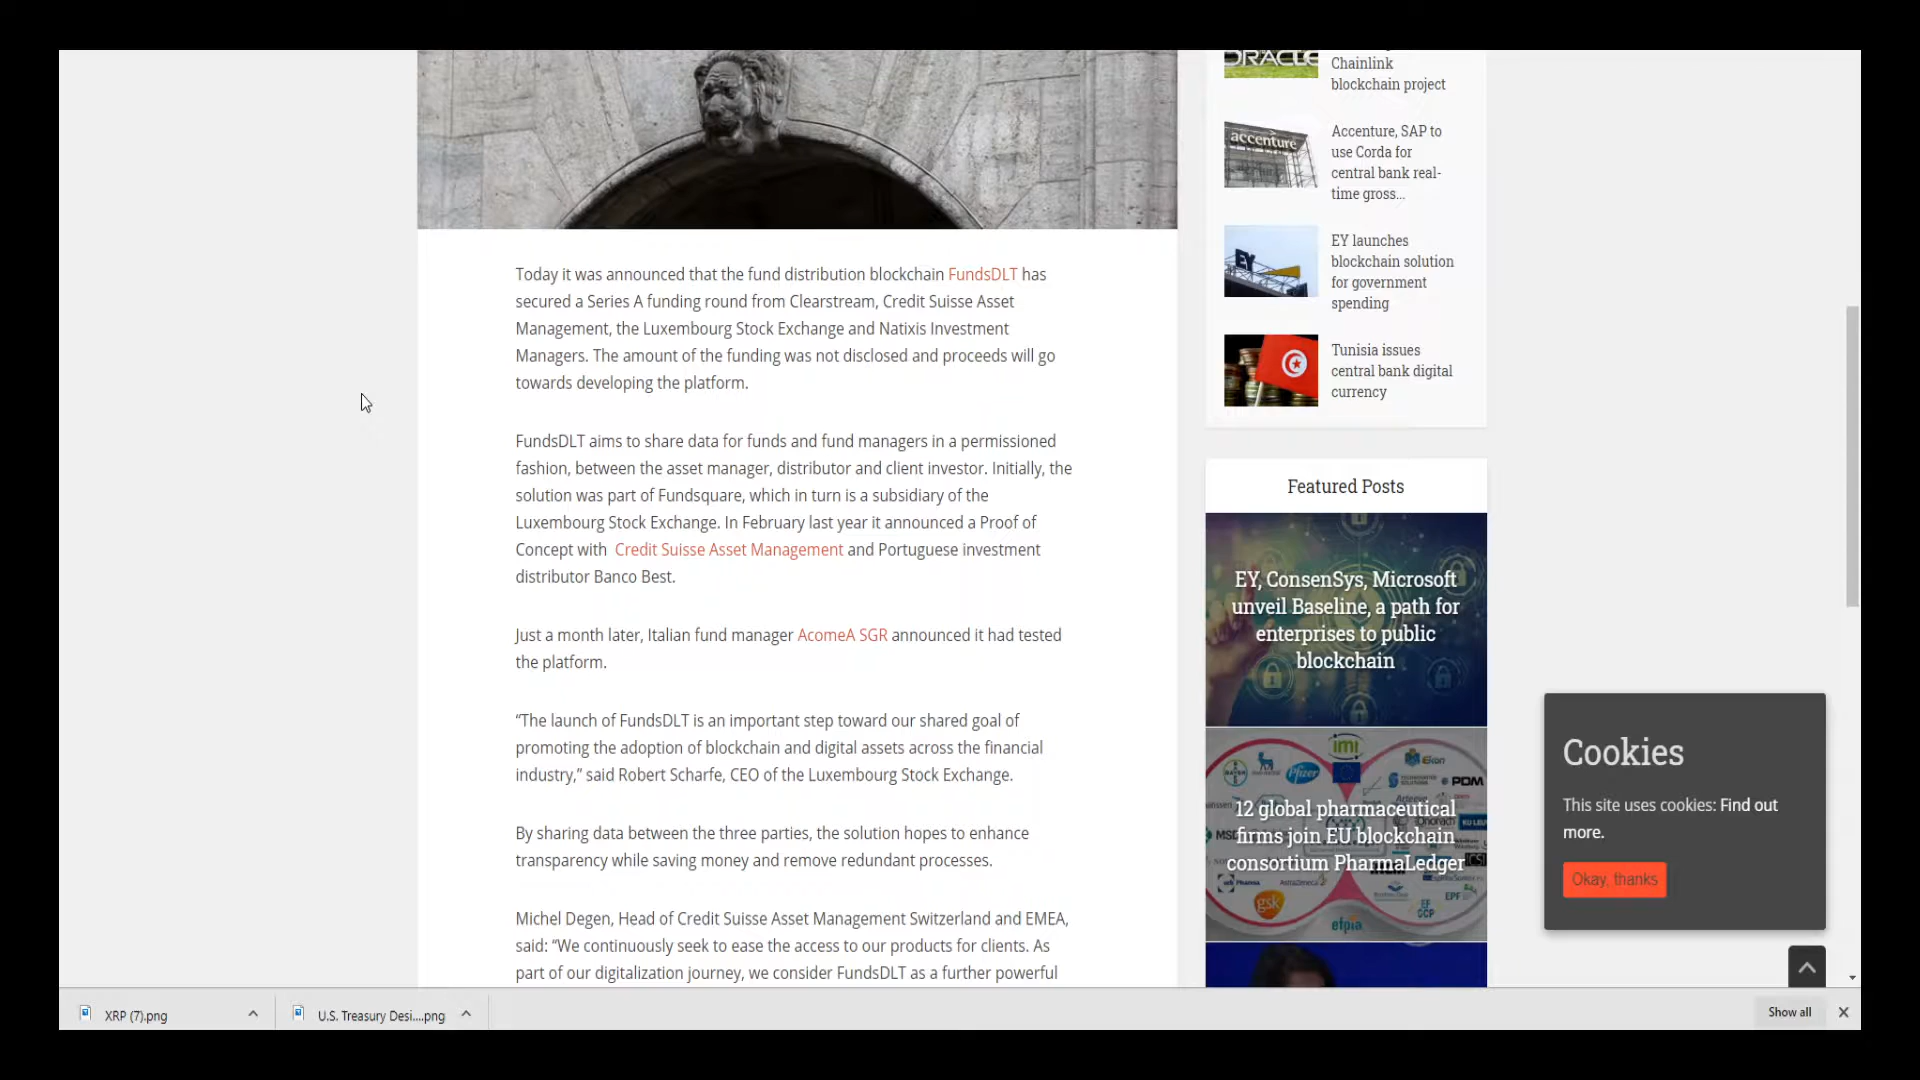 Today it was announced that the fund distribution blockchain FundsDLT has
secured a Series A funding round from Clearstream, Credit Suisse Asset
Management, the Luxembourg Stock Exchange and Natixis Investment
Managers. The amount of the funding was not disclosed and proceeds will go
towards developing the platform.
FundsDLT aims to share data for funds and fund managers in a permissioned
fashion, between the asset manager, distributor and client investor. Initially, the
solution was part of Fundsquare, which in turn is a subsidiary of the
Luxembourg Stock Exchange. In February last year it announced a Proof of
Concept with Credit Suisse Asset Management and Portuguese investment
distributor Banco Best.
Just a month later, Italian fund manager AcomeA SGR announced it had tested
the platform.
“The launch of FundsDLT is an important step toward our shared goal of
promoting the adoption of blockchain and digital assets across the financial
industry,” said Robert Scharfe, CEO of the Luxembourg Stock Exchange.
By sharing data between the three parties, the solution hopes to enhance
transparency while saving money and remove redundant processes.
Michel Degen, Head of Credit Suisse Asset Management Switzerland and EMEA,
said: “We continuously seek to ease the access to our products for clients. As
part of our digitalization journey, we consider FundsDLT as a further powerful
ORACLE
Chainlink
blockchain project
accenture
Accenture, SAP to
use Corda for
central bank real-
time gross...
EY
EY launches
blockchain solution
for government
spending
Tunisia issues
central bank digital
currency
Featured Posts
EY, ConsenSys, Microsoft
unveil Baseline, a path for
enterprises to public
blockchain
imi
Pfizer
PDM
12 global pharmaceutical
firms join EU blockchain
consortium PharmaLedger
gsk
efpia
Cookies
This site uses cookies: Find out
more.
Okay, thanks
XRP (7).png
U.S. Treasury Desi....png
Show all